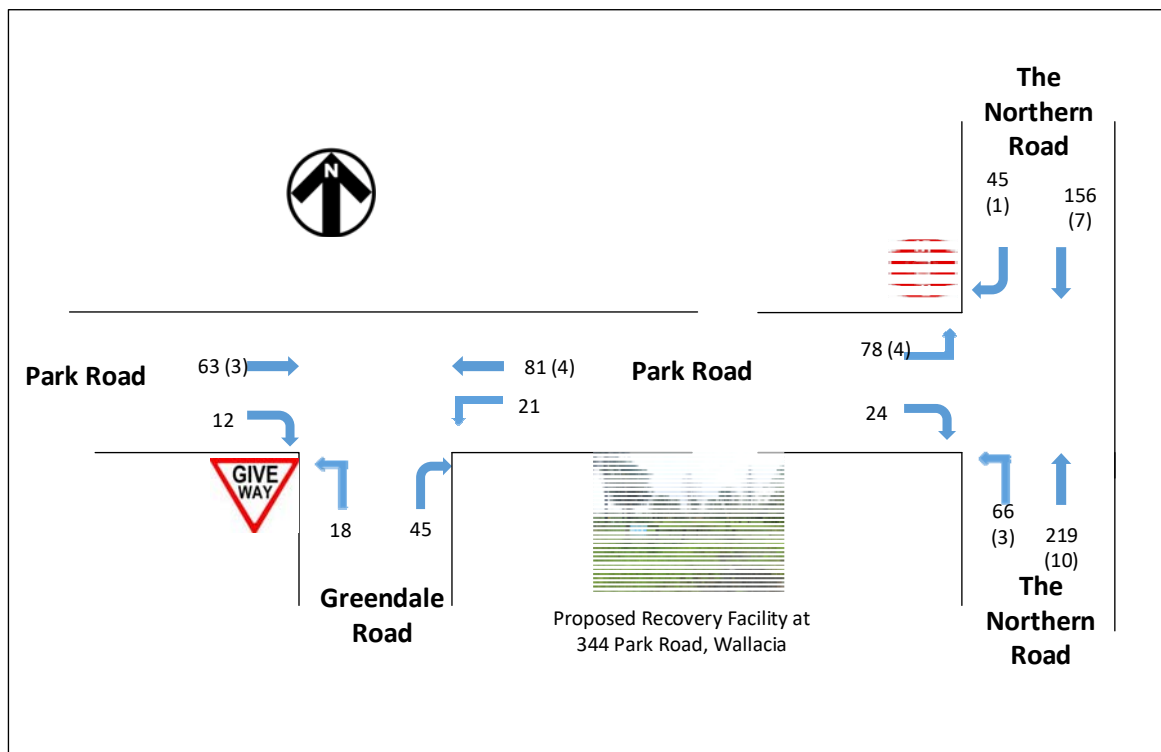 The
Northern
Road
45
(1)
156
(7)
N
Park Road
63 (3)
81 (4)
Park Road
78 (4)
12
21
24
GIVE
WAY
18
45
66
(3)
219
(10)
Greendale
Road
Proposed Recovery Facility at
344 Park Road, Wallacia
The
Northern
Road